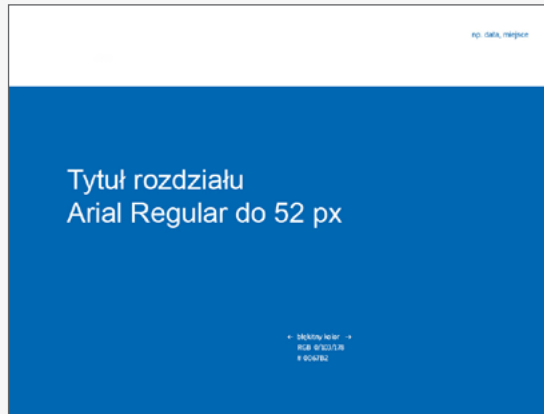 np. data, miejsce
Tytuł rozdziału
Arial Regular do 52 px
← błękitny kolor →
RGB 0/103/178
# 0067B2